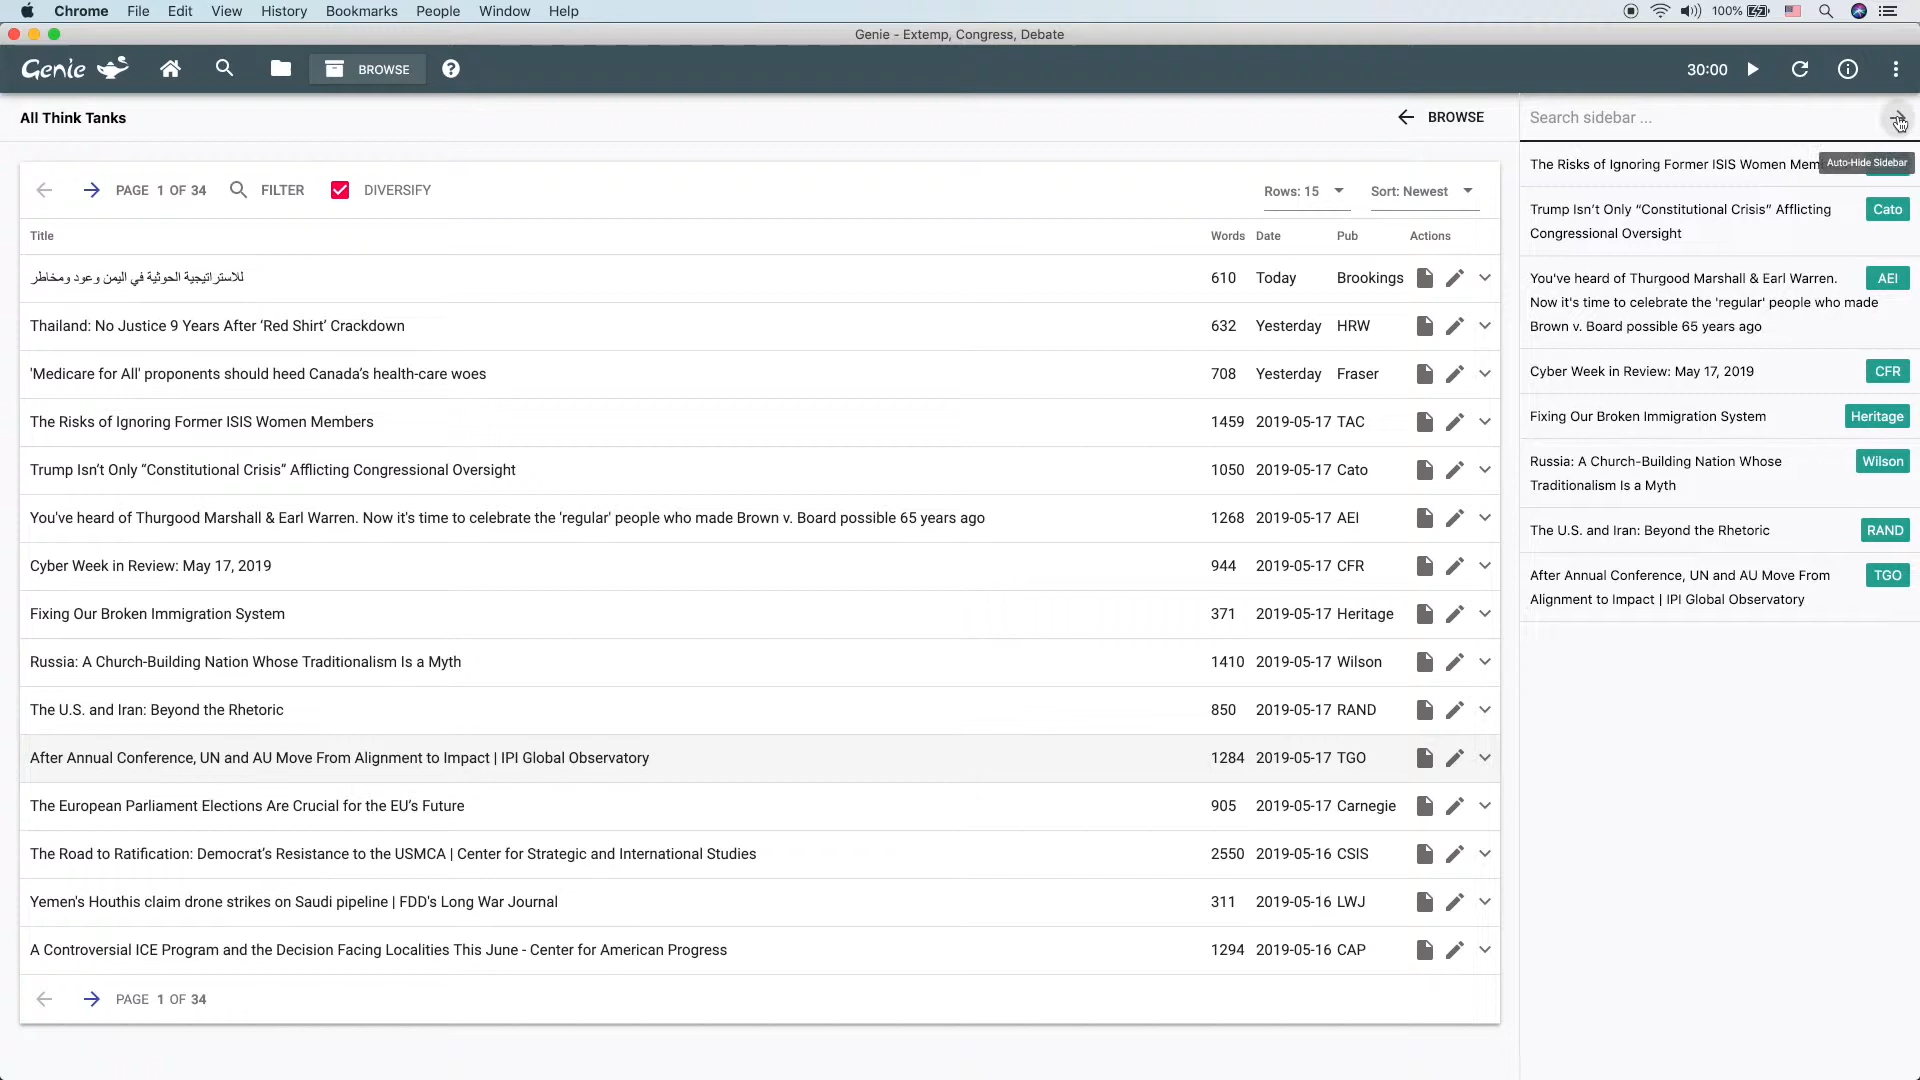 Chrome File Edit View History Bookmarks People Window Help 100%
Genie - Extemp, Congress, Debate
Genie BROWSE 30:00
All Think Tanks
BROWSE
PAGE 1 OF 34 FILTER DIVERSIFY Rows: 15 Sort: Newest
Title Words Date Pub Actions
للاستراتيجية الحوثية في اليمن وعود ومخاطر 610 Today Brookings
Thailand: No Justice 9 Years After ‘Red Shirt’ Crackdown 632 Yesterday HRW
'Medicare for All' proponents should heed Canada’s health-care woes 708 Yesterday Fraser
The Risks of Ignoring Former ISIS Women Members 1459 2019-05-17 TAC
Trump Isn’t Only “Constitutional Crisis” Afflicting Congressional Oversight 1050 2019-05-17 Cato
You've heard of Thurgood Marshall & Earl Warren. Now it's time to celebrate the 'regular' people who made Brown v. Board possible 65 years ago 1268 2019-05-17 AEI
Cyber Week in Review: May 17, 2019 944 2019-05-17 CFR
Fixing Our Broken Immigration System 371 2019-05-17 Heritage
Russia: A Church-Building Nation Whose Traditionalism Is a Myth 1410 2019-05-17 Wilson
The U.S. and Iran: Beyond the Rhetoric 850 2019-05-17 RAND
After Annual Conference, UN and AU Move From Alignment to Impact | IPI Global Observatory 1284 2019-05-17 TGO
The European Parliament Elections Are Crucial for the EU’s Future 905 2019-05-17 Carnegie
The Road to Ratification: Democrat’s Resistance to the USMCA | Center for Strategic and International Studies 2550 2019-05-16 CSIS
Yemen's Houthis claim drone strikes on Saudi pipeline | FDD's Long War Journal 311 2019-05-16 LWJ
A Controversial ICE Program and the Decision Facing Localities This June - Center for American Progress 1294 2019-05-16 CAP
PAGE 1 OF 34
Search sidebar ...
Auto-Hide Sidebar
The Risks of Ignoring Former ISIS Women Mem
Trump Isn’t Only “Constitutional Crisis” Afflicting Cato
Congressional Oversight
You've heard of Thurgood Marshall & Earl Warren. AEI
Now it's time to celebrate the 'regular' people who made
Brown v. Board possible 65 years ago
Cyber Week in Review: May 17, 2019 CFR
Fixing Our Broken Immigration System Heritage
Russia: A Church-Building Nation Whose Wilson
Traditionalism Is a Myth
The U.S. and Iran: Beyond the Rhetoric RAND
After Annual Conference, UN and AU Move From TGO
Alignment to Impact | IPI Global Observatory